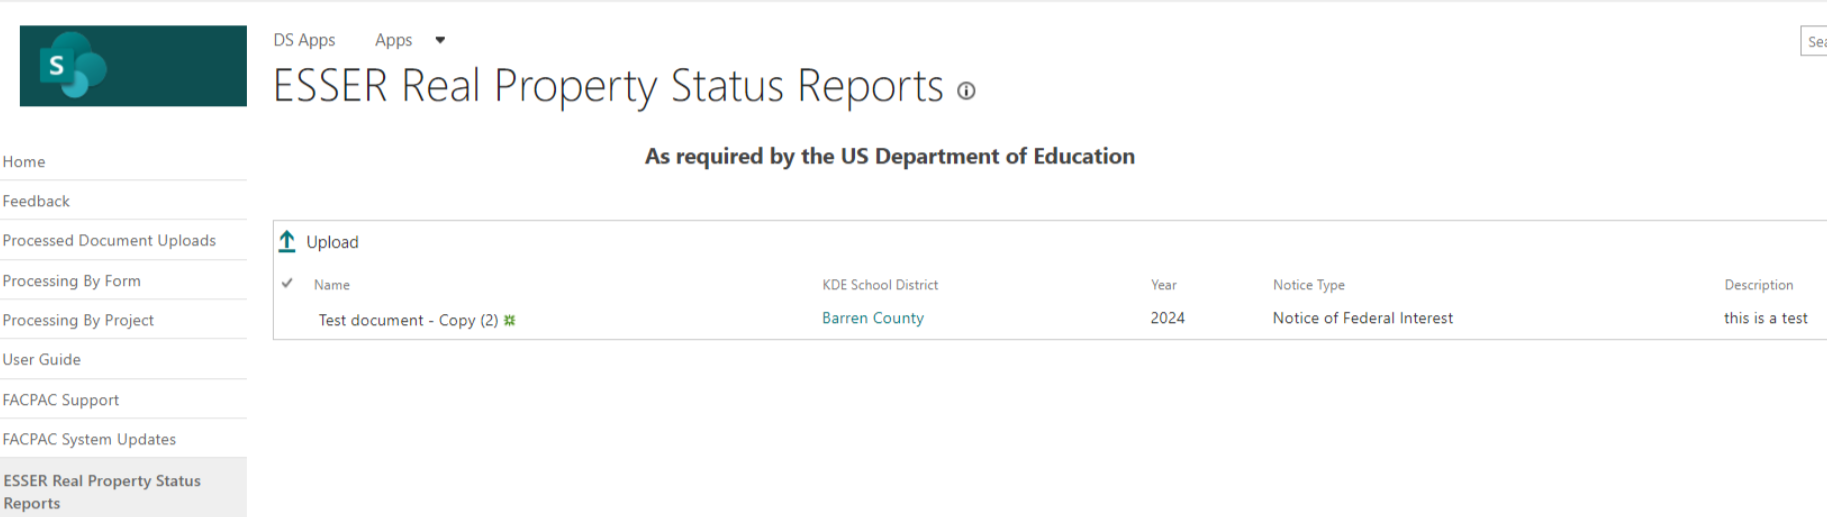 S
DS Apps Apps
Sea
ESSER Real Property Status Reports
As required by the US Department of Education
Home
Feedback
Processed Document Uploads
Processing By Form
Processing By Project
User Guide
FACPAC Support
FACPAC System Updates
ESSER Real Property Status
Reports
Upload
Name KDE School District Year Notice Type Description
Test document - Copy (2) Barren County 2024 Notice of Federal Interest this is a test